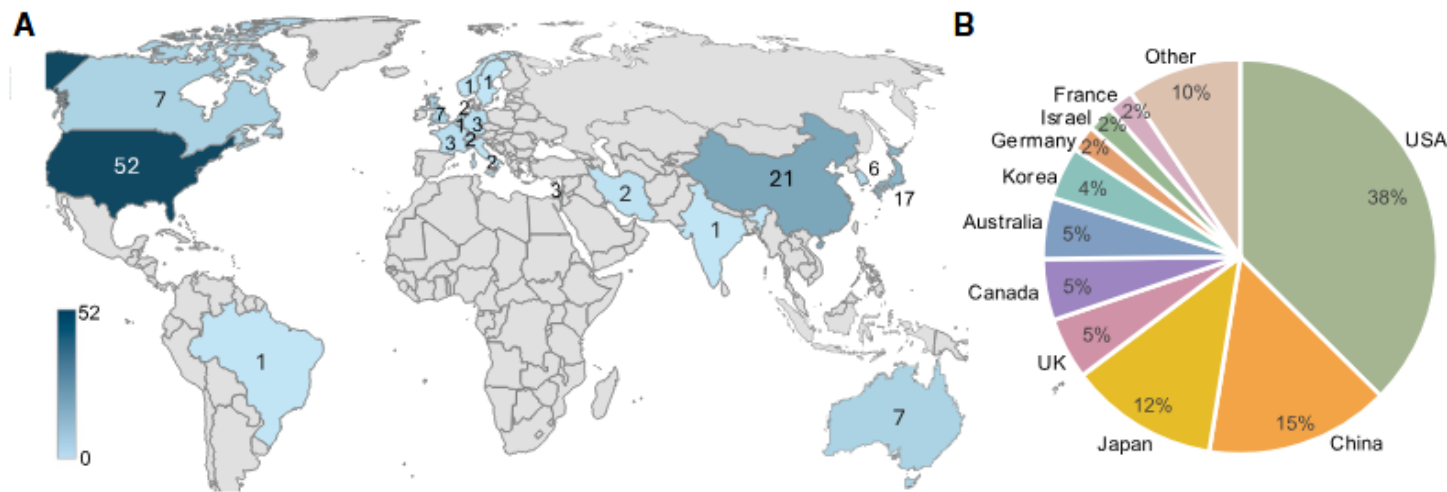 A
7
52
1
1
7
2
1
3
3
2
2
3
2
21
6
17
1
1
7
52
0
B
Other
10%
France
2%
Israel
2%
Germany
2%
Korea
4%
Australia
5%
Canada
5%
UK
5%
Japan
12%
China
15%
USA
38%